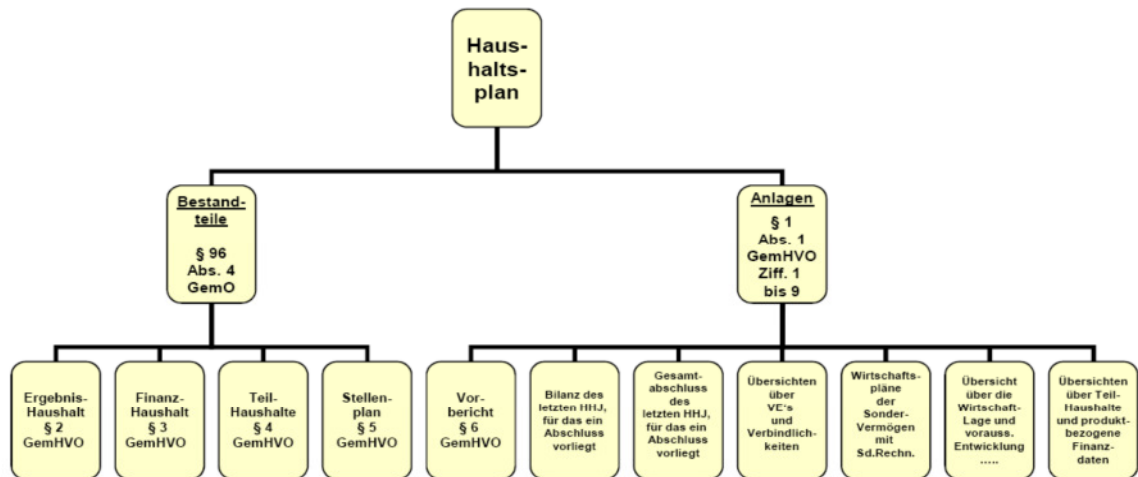 Haus-
halts-
plan
Bestand-
teile
§ 96
Abs. 4
GemO
Anlagen
§ 1
Abs. 1
GemHVO
Ziff. 1
bis 9
Ergebnis-
Haushalt
§ 2
GemHVO
Finanz-
Haushalt
§ 3
GemHVO
Teil-
Haushalte
§ 4
GemHVO
Stellen-
plan
§ 5
GemHVO
Vor-
bericht
§ 6
GemHVO
Bilanz des
letzten HHJ,
für das ein
Abschluss
vorliegt
Gesamt-
abschluss
des
letzten HHJ,
für das ein
Abschluss
vorliegt
Übersichten
über
VE's
und
Verbindlich-
keiten
Wirtschafts-
pläne
der
Sonder-
Vermögen
mit
Sd.Rechn.
Übersicht
über die
Wirtschaft-
Lage und
vorauss.
Entwicklung
.....
Übersichten
über Teil-
Haushalte
und produkt-
bezogene
Finanz-
daten